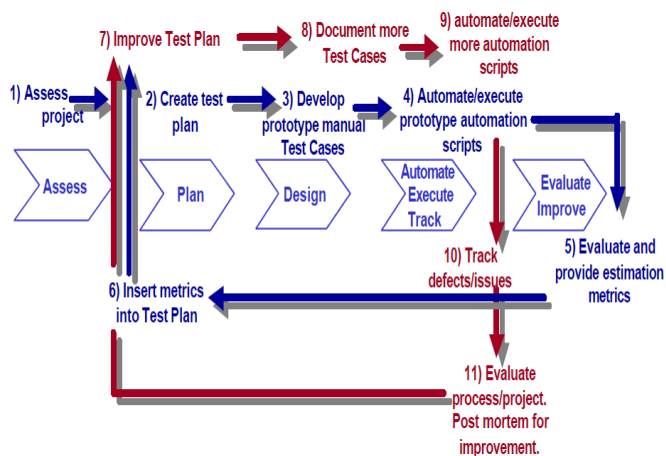 7) Improve Test Plan
8) Document more
Test Cases
9) automate/execute
more automation
scripts
1) Assess
project
2) Create test
plan
3) Develop
prototype manual
Test Cases
4) Automate/execute
prototype automation
scripts
Assess
Plan
Design
Automate
Execute
Track
Evaluate
Improve
10) Track
defects/issues
5) Evaluate and
provide estimation
metrics
6) Insert metrics
into Test Plan
11) Evaluate
process/project.
Post mortem for
improvement.